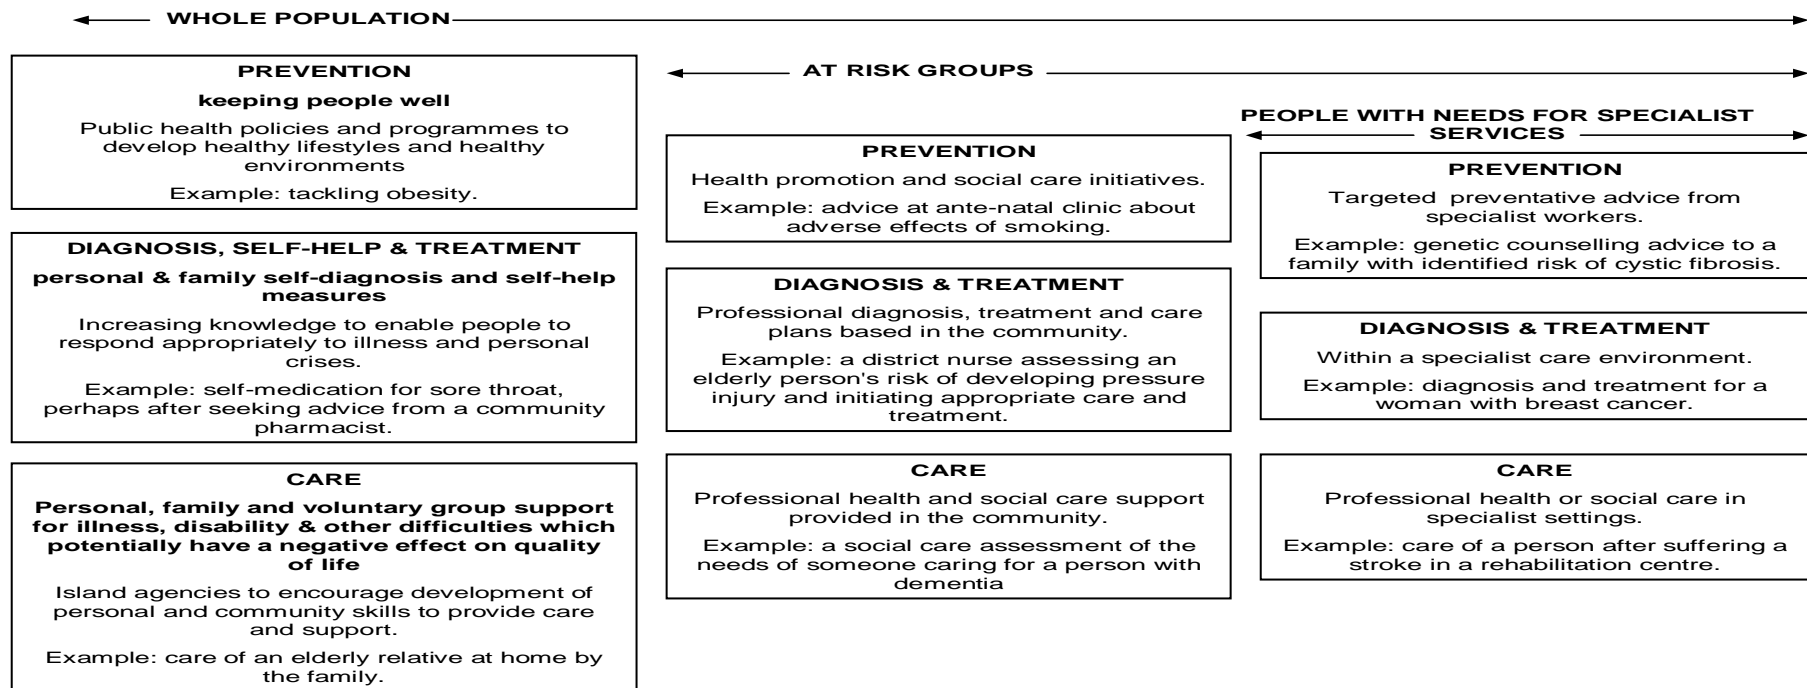 WHOLE POPULATION
PREVENTION
keeping people well
Public health policies and programmes to
develop healthy lifestyles and healthy
environments
Example: tackling obesity.
DIAGNOSIS, SELF-HELP & TREATMENT
personal & family self-diagnosis and self-help
measures
Increasing knowledge to enable people to
respond appropriately to illness and personal
crises.
Example: self-medication for sore throat,
perhaps after seeking advice from a community
pharmacist.
CARE
Personal, family and voluntary group support
for illness, disability & other difficulties which
potentially have a negative effect on quality
of life
Island agencies to encourage development of
personal and community skills to provide care
and support.
Example: care of an elderly relative at home by
the family.
AT RISK GROUPS
PREVENTION
Health promotion and social care initiatives.
Example: advice at ante-natal clinic about
adverse effects of smoking.
DIAGNOSIS & TREATMENT
Professional diagnosis, treatment and care
plans based in the community.
Example: a district nurse assessing an
elderly person's risk of developing pressure
injury and initiating appropriate care and
treatment.
CARE
Professional health and social care support
provided in the community.
Example: a social care assessment of the
needs of someone caring for a person with
dementia
PEOPLE WITH NEEDS FOR SPECIALIST
SERVICES
PREVENTION
Targeted preventative advice from
specialist workers.
Example: genetic counselling advice to a
family with identified risk of cystic fibrosis.
DIAGNOSIS & TREATMENT
Within a specialist care environment.
Example: diagnosis and treatment for a
woman with breast cancer.
CARE
Professional health or social care in
specialist settings.
Example: care of a person after suffering a
stroke in a rehabilitation centre.